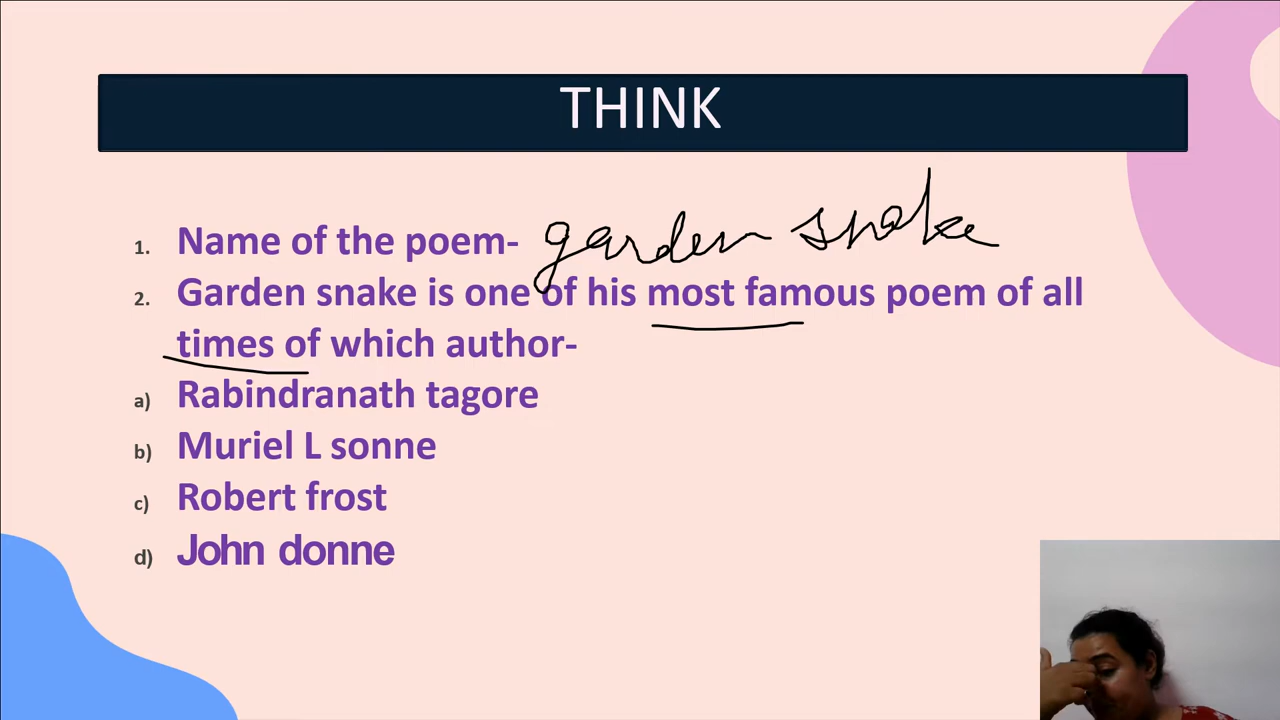 THINK
1. Name of the poem- garden snake
2. Garden snake is one of his most famous poem of all
times of which author-
a) Rabindranath tagore
b) Muriel L sonne
c) Robert frost
d) John donne